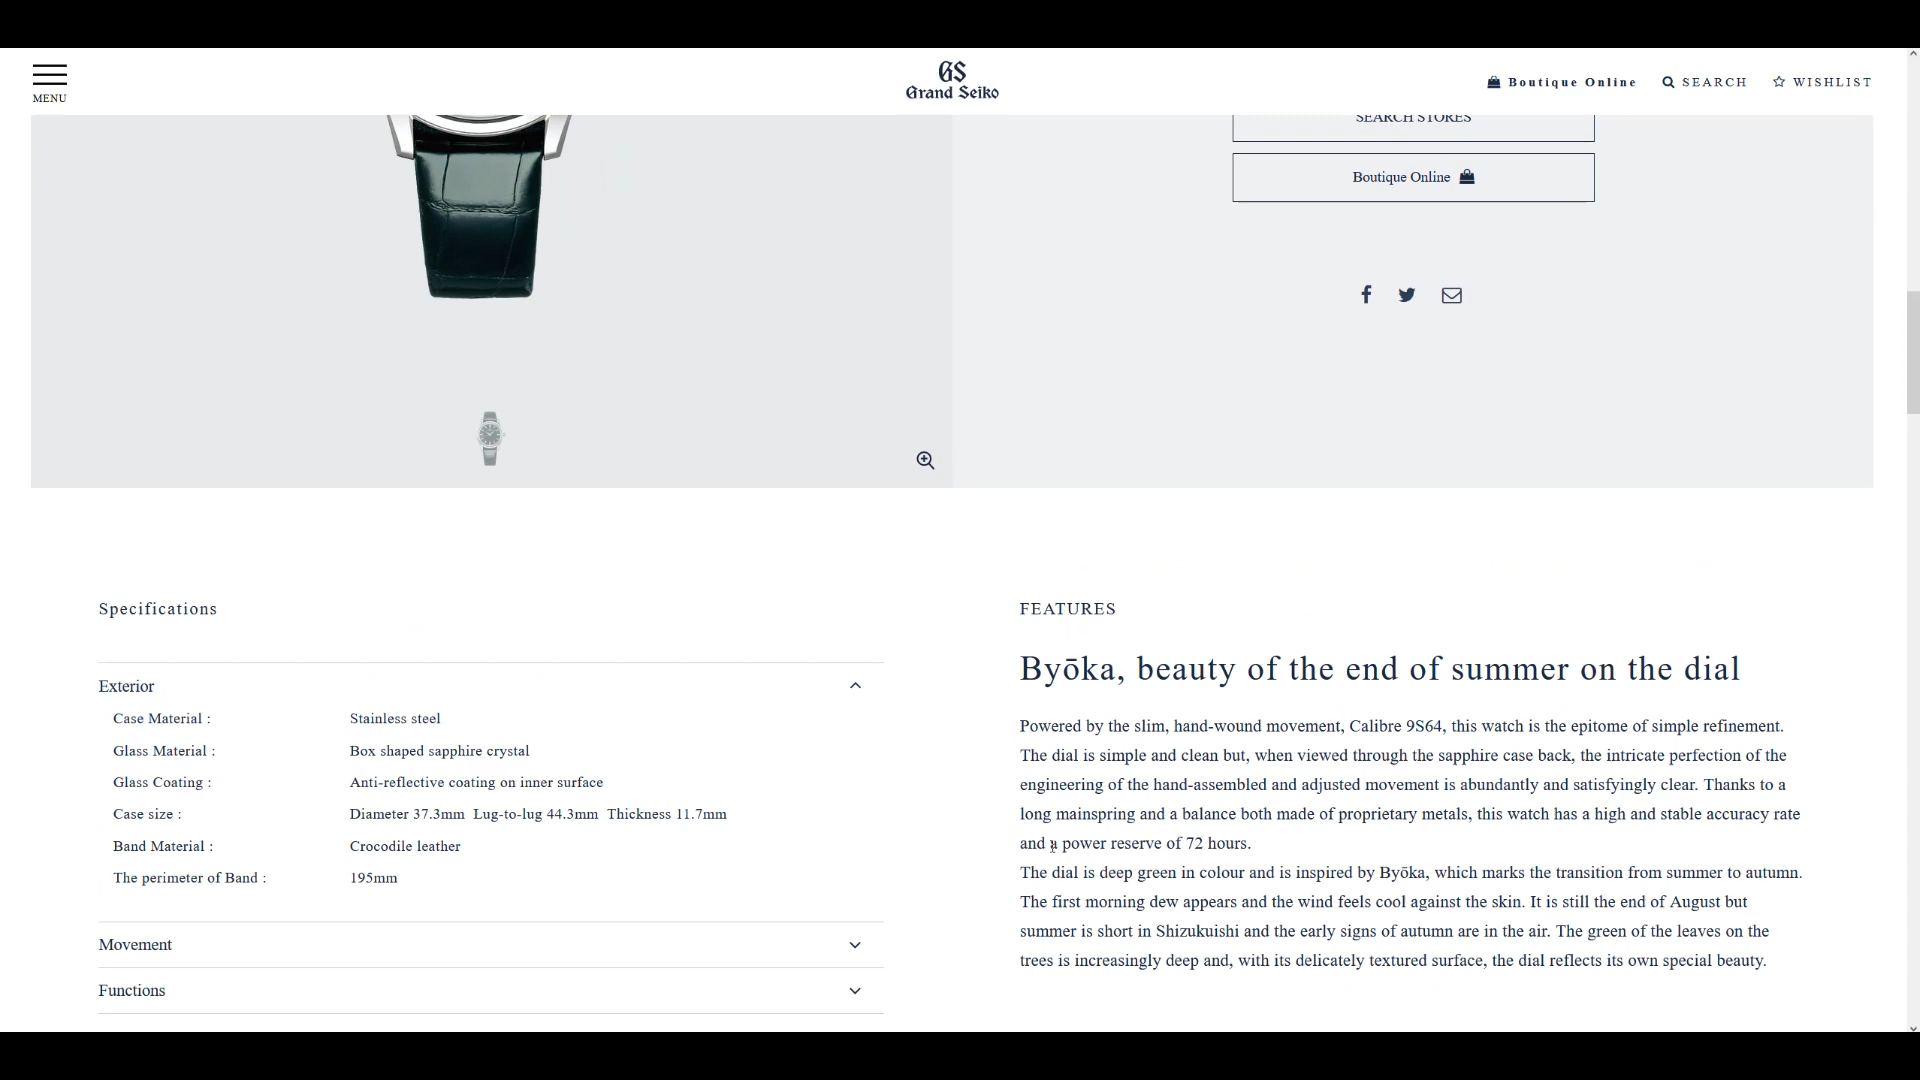 MENU
GS
Grand Seiko
Boutique Online
SEARCH
WISHLIST
SEARCH STORES
Boutique Online
Specifications
Exterior
Case Material : Stainless steel
Glass Material : Box shaped sapphire crystal
Glass Coating : Anti-reflective coating on inner surface
Case size : Diameter 37.3mm Lug-to-lug 44.3mm Thickness 11.7mm
Band Material : Crocodile leather
The perimeter of Band : 195mm
Movement
Functions
FEATURES
Byōka, beauty of the end of summer on the dial
Powered by the slim, hand-wound movement, Calibre 9S64, this watch is the epitome of simple refinement.
The dial is simple and clean but, when viewed through the sapphire case back, the intricate perfection of the
engineering of the hand-assembled and adjusted movement is abundantly and satisfyingly clear. Thanks to a
long mainspring and a balance both made of proprietary metals, this watch has a high and stable accuracy rate
and a power reserve of 72 hours.
The dial is deep green in colour and is inspired by Byōka, which marks the transition from summer to autumn.
The first morning dew appears and the wind feels cool against the skin. It is still the end of August but
summer is short in Shizukuishi and the early signs of autumn are in the air. The green of the leaves on the
trees is increasingly deep and, with its delicately textured surface, the dial reflects its own special beauty.